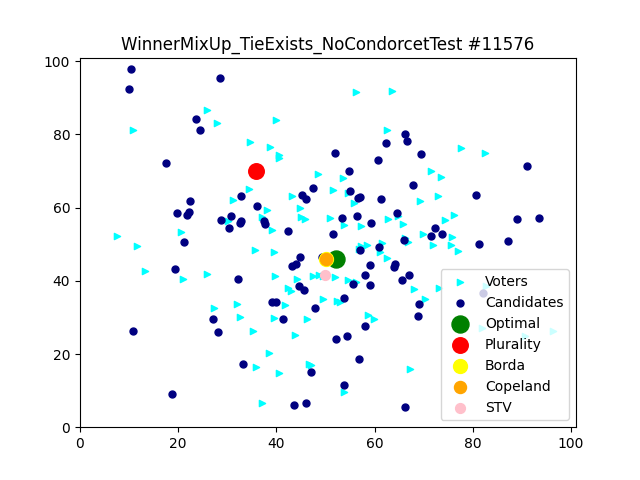 WinnerMixUp_TieExists_NoCondorcetTest #11576
100
80
60
40
20
0
0 20 40 60 80 100
Voters
Candidates
Optimal
Plurality
Borda
Copeland
STV